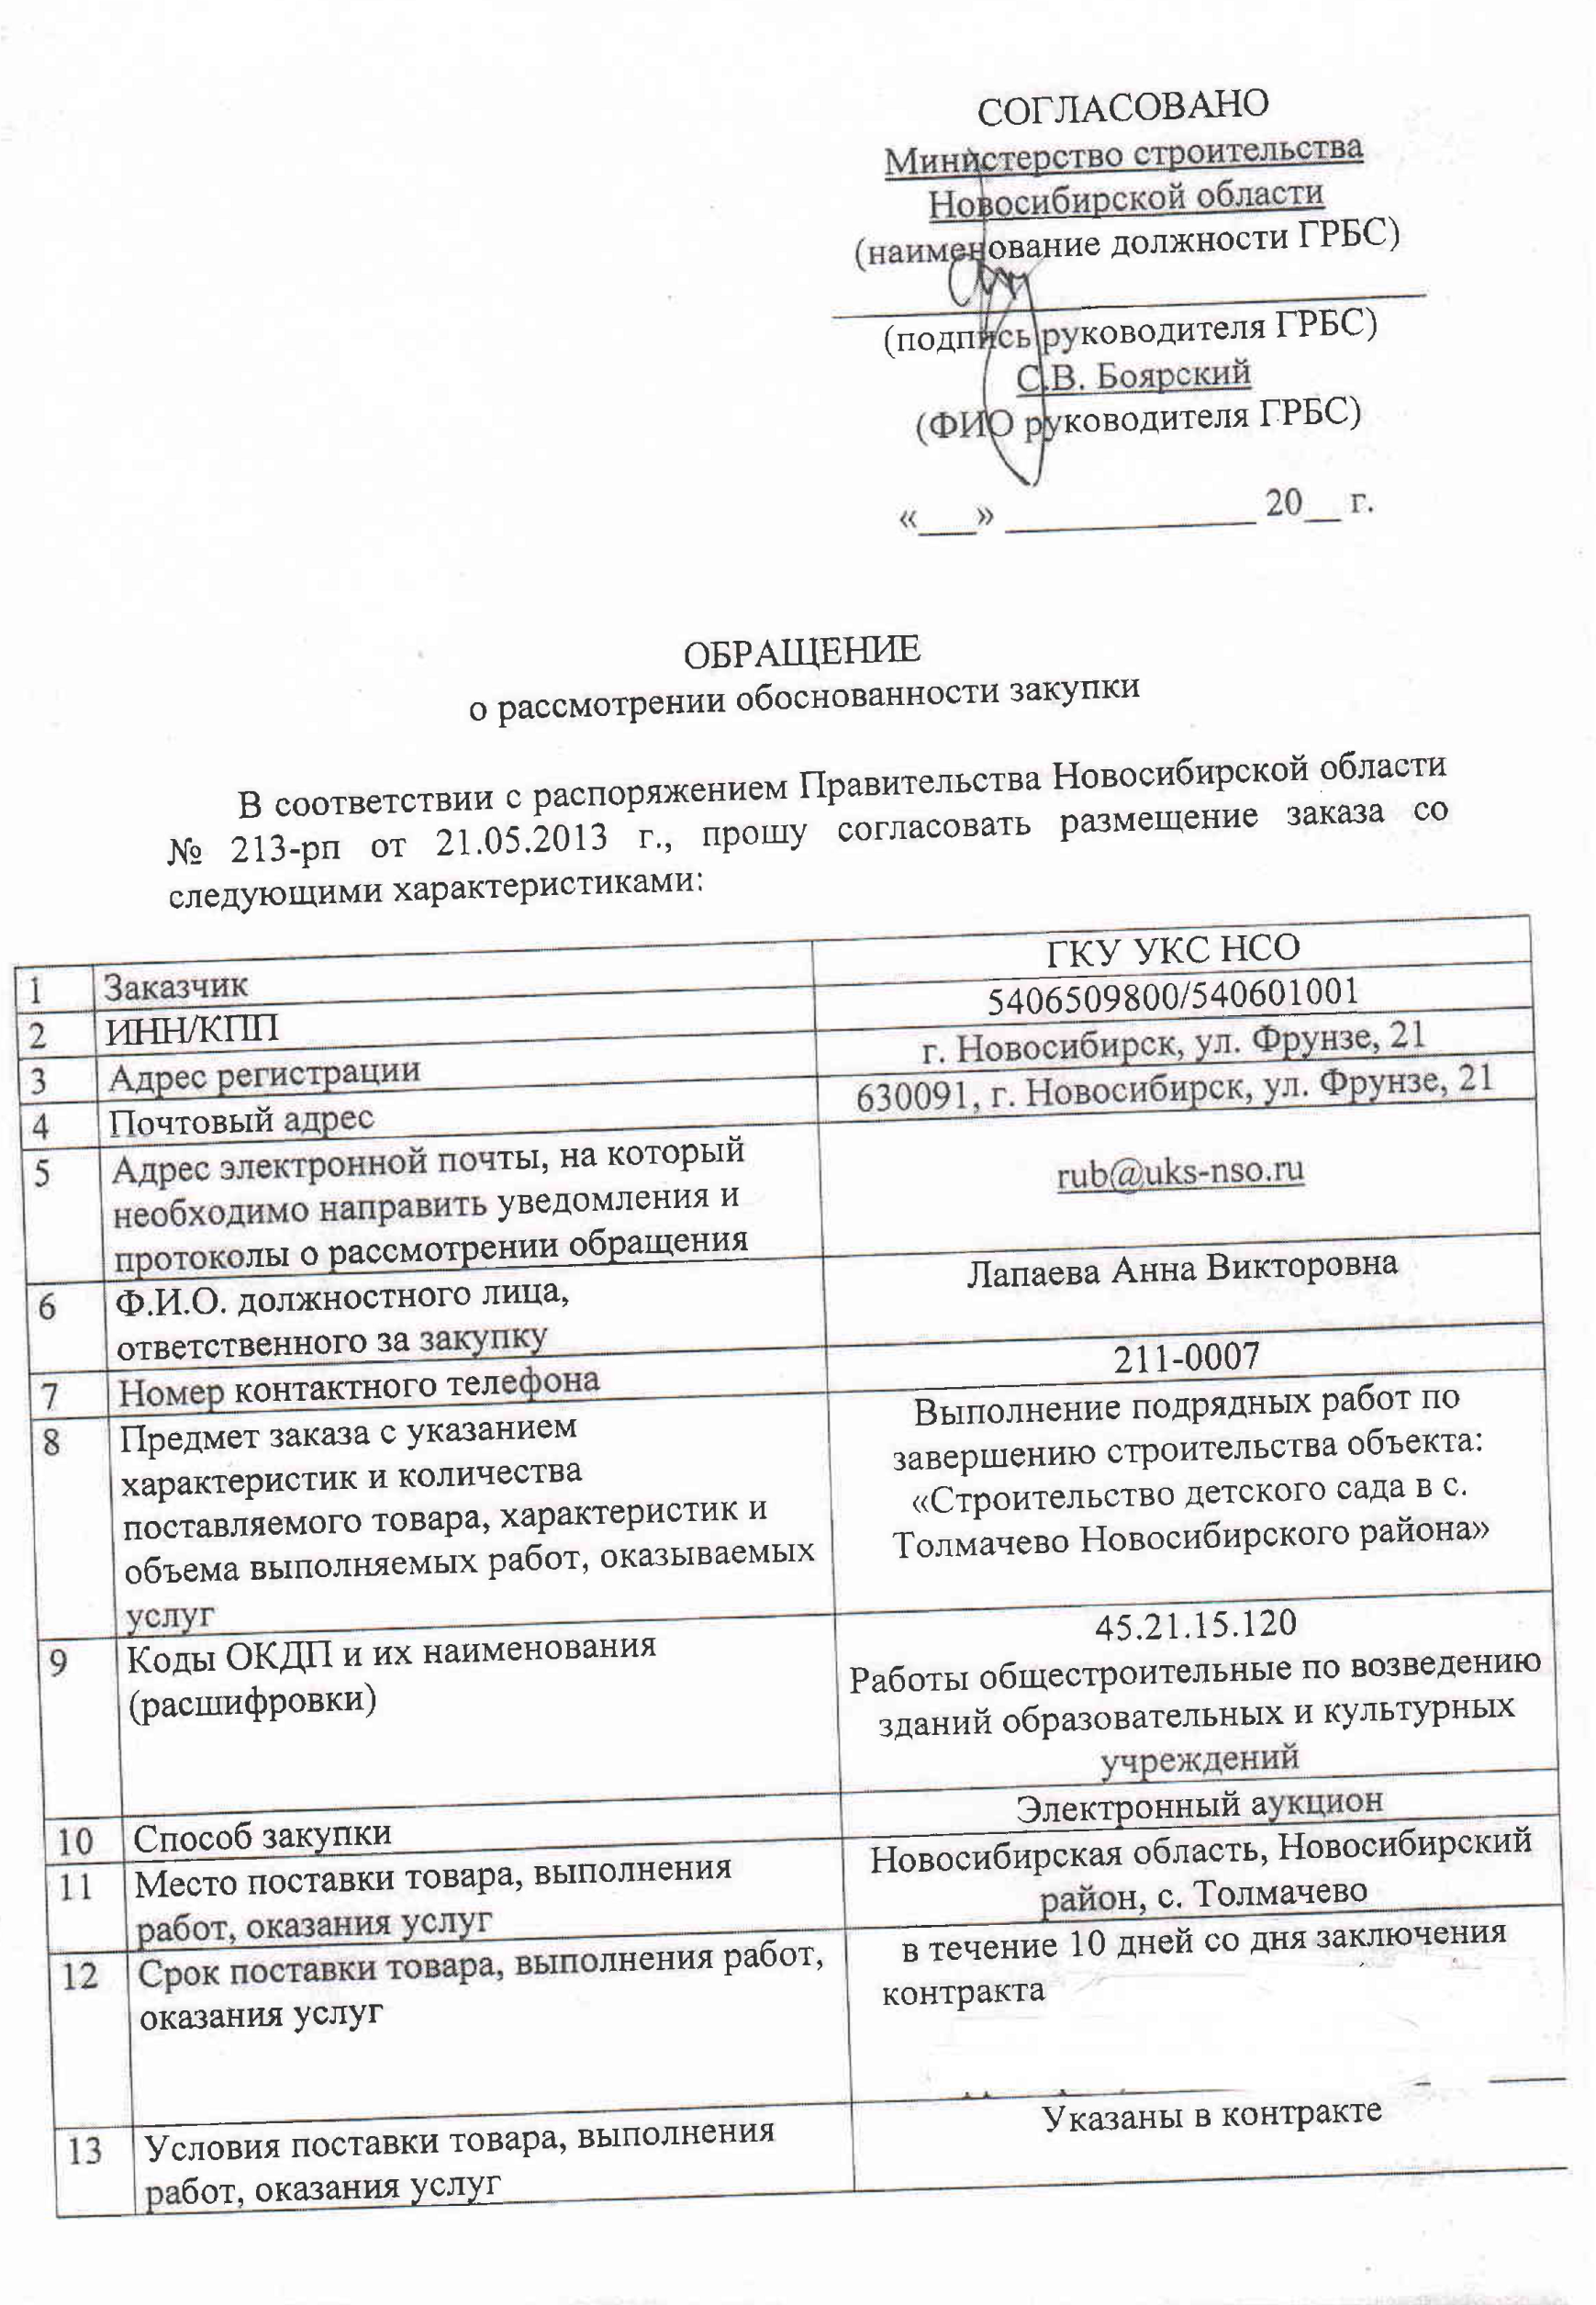 СОГЛАСОВАНО
Министерство строительства
Новосибирской области
(наименование должности ГРБС)
(подпись руководителя ГРБС)
С.В. Боярский
(ФИО руководителя ГРБС)
«___» _____________ 20__ г.
ОБРАЩЕНИЕ
о рассмотрении обоснованности закупки
В соответствии с распоряжением Правительства Новосибирской области
№ 213-рп от 21.05.2013 г., прошу согласовать размещение заказа со
следующими характеристиками:
1 Заказчик ГКУ УКС НСО
2 ИНН/КПП 5406509800/540601001
3 Адрес регистрации г. Новосибирск, ул. Фрунзе, 21
4 Почтовый адрес 630091, г. Новосибирск, ул. Фрунзе, 21
5 Адрес электронной почты, на который
необходимо направить уведомления и
протоколы о рассмотрении обращения
rub@uks-nso.ru
6 Ф.И.О. должностного лица,
ответственного за закупку
Лапаева Анна Викторовна
7 Номер контактного телефона 211-0007
8 Предмет заказа с указанием
характеристик и количества
поставляемого товара, характеристик и
объема выполняемых работ, оказываемых
услуг
Выполнение подрядных работ по
завершению строительства объекта:
«Строительство детского сада в с.
Толмачево Новосибирского района»
9 Коды ОКДП и их наименования
(расшифровки)
45.21.15.120
Работы общестроительные по возведению
зданий образовательных и культурных
учреждений
10 Способ закупки Электронный аукцион
11 Место поставки товара, выполнения
работ, оказания услуг
Новосибирская область, Новосибирский
район, с. Толмачево
12 Срок поставки товара, выполнения работ,
оказания услуг
в течение 10 дней со дня заключения
контракта
13 Условия поставки товара, выполнения
работ, оказания услуг
Указаны в контракте